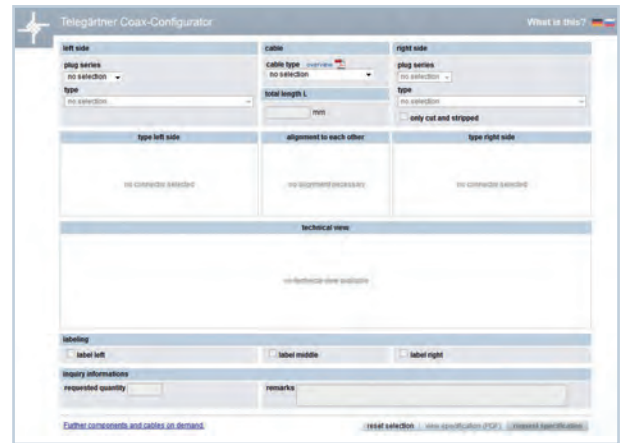 Telegärtner Coax-Configurator
What is this?
left side
cable
right side
plug series
no selection
cable type overview
no selection
plug series
no selection
type
no selection
total length L
mm
type
no selection
only cut and stripped
type left side
alignment to each other
type right side
no connector selected
no alignment necessary
no connector selected
technical view
no technical view available
labeling
label left
label middle
label right
inquiry informations
requested quantity
remarks
Further components and cables on demand.
reset selection
view specification (PDF)
request specification